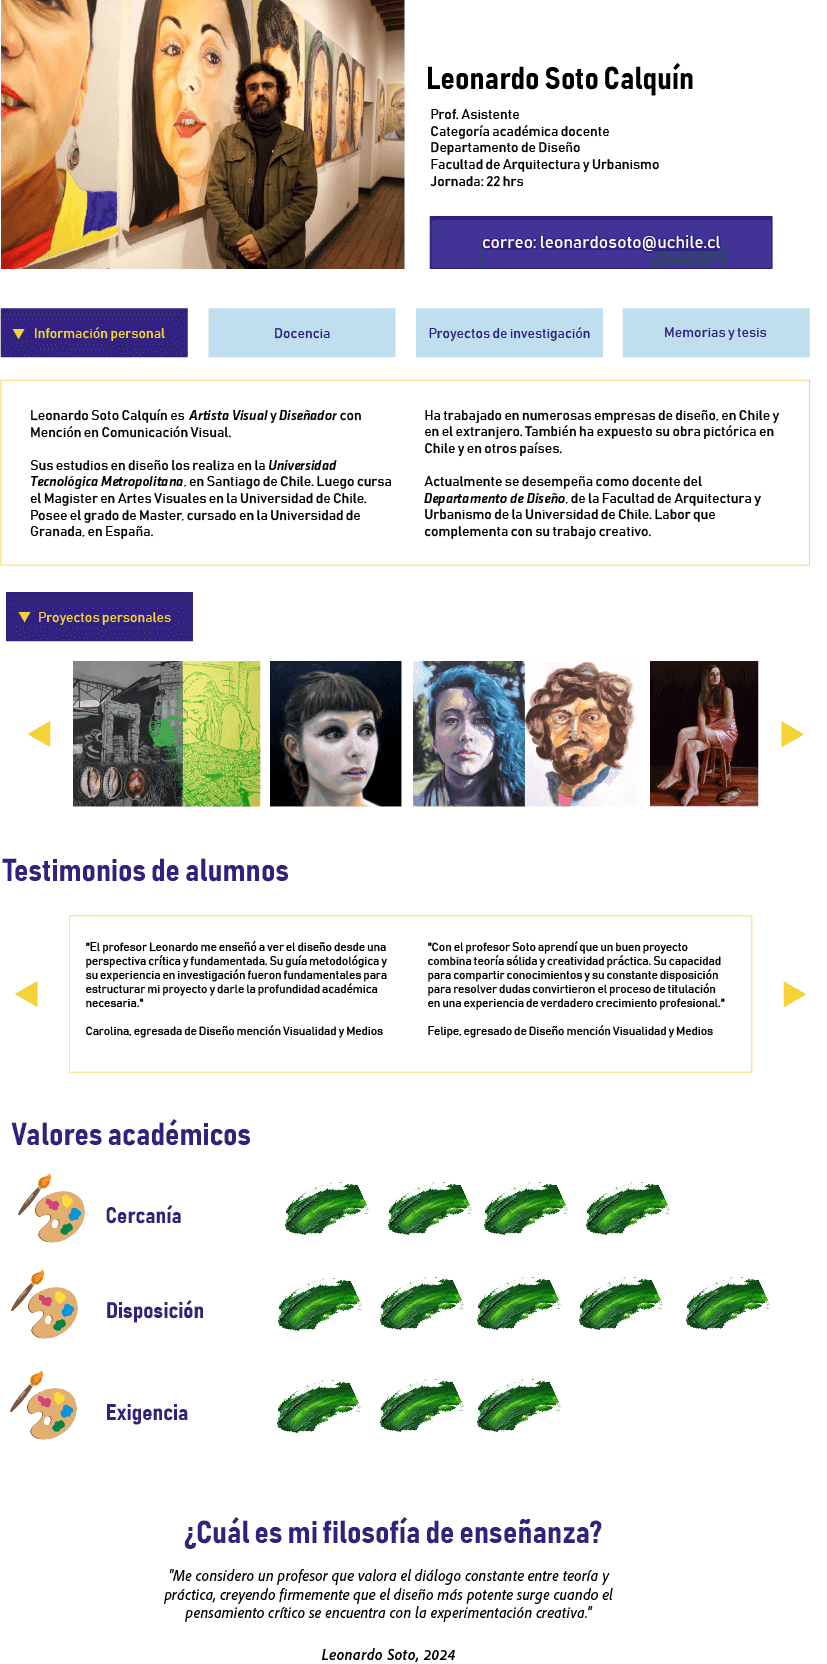 Leonardo Soto Calquín
Prof. Asistente
Categoría académica docente
Departamento de Diseño
Facultad de Arquitectura y Urbanismo
Jornada: 22 hrs
correo: leonardosoto@uchile.cl
Información personal
Docencia
Proyectos de investigación
Memorias y tesis
Leonardo Soto Calquín es Artista Visual y Diseñador con
Mención en Comunicación Visual.
Sus estudios en diseño los realiza en la Universidad
Tecnológica Metropolitana, en Santiago de Chile. Luego cursa
el Magister en Artes Visuales en la Universidad de Chile.
Posee el grado de Master, cursado en la Universidad de
Granada, en España.
Ha trabajado en numerosas empresas de diseño, en Chile y
en el extranjero. También ha expuesto su obra pictórica en
Chile y en otros países.
Actualmente se desempeña como docente del
Departamento de Diseño, de la Facultad de Arquitectura y
Urbanismo de la Universidad de Chile. Labor que
complementa con su trabajo creativo.
Proyectos personales
Testimonios de alumnos
"El profesor Leonardo me enseñó a ver el diseño desde una
perspectiva crítica y fundamentada. Su guía metodológica y
su experiencia en investigación fueron fundamentales para
estructurar mi proyecto y darle la profundidad académica
necesaria."
Carolina, egresada de Diseño mención Visualidad y Medios
"Con el profesor Soto aprendí que un buen proyecto
combina teoría sólida y creatividad práctica. Su capacidad
para compartir conocimientos y su constante disposición
para resolver dudas convirtieron el proceso de titulación
en una experiencia de verdadero crecimiento profesional."
Felipe, egresado de Diseño mención Visualidad y Medios
Valores académicos
Cercanía
Disposición
Exigencia
¿Cuál es mi filosofía de enseñanza?
"Me considero un profesor que valora el diálogo constante entre teoría y
práctica, creyendo firmemente que el diseño más potente surge cuando el
pensamiento crítico se encuentra con la experimentación creativa."
Leonardo Soto, 2024